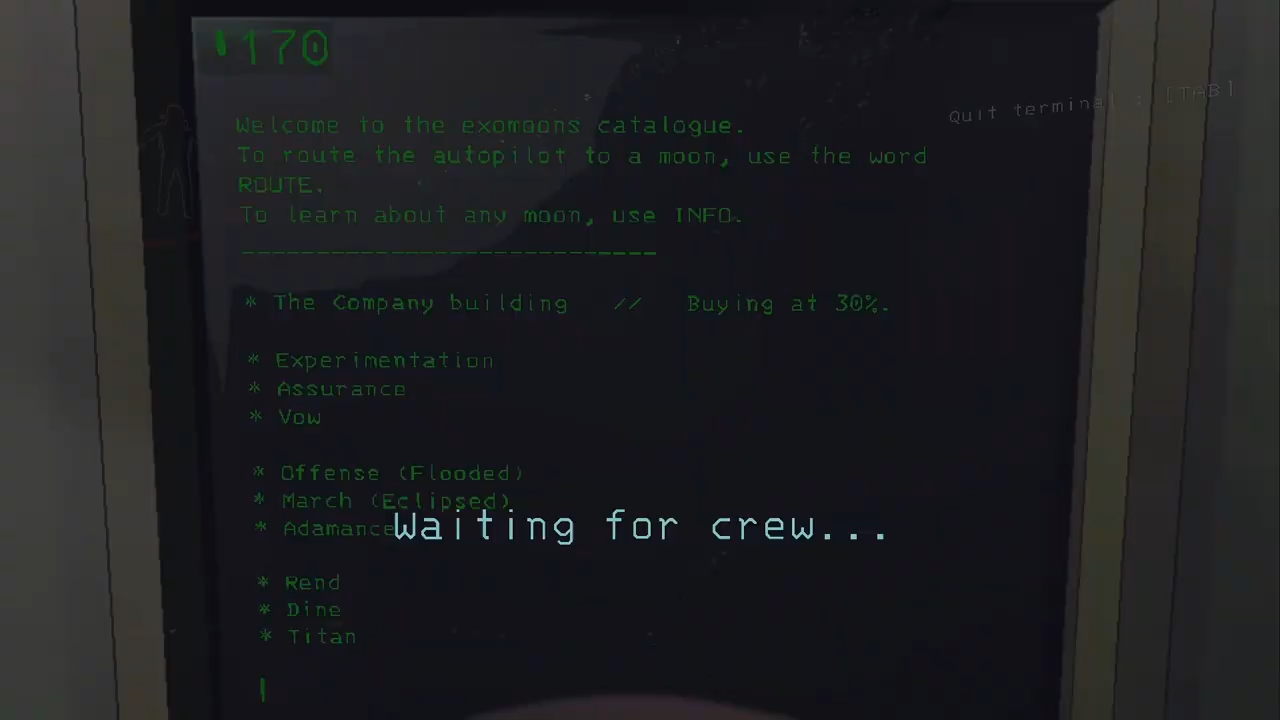 170
Quit terminal : [TAB]
Welcome to the exomoons catalogue.
To route the autopilot to a moon, use the word
ROUTE.
To learn about any moon, use INFO.
----------------------------
* The Company building // Buying at 30%.
* Experimentation
* Assurance
* Vow
* Offense (Flooded)
* March (Eclipsed)
* Adamance
Waiting for crew...
* Rend
* Dine
* Titan